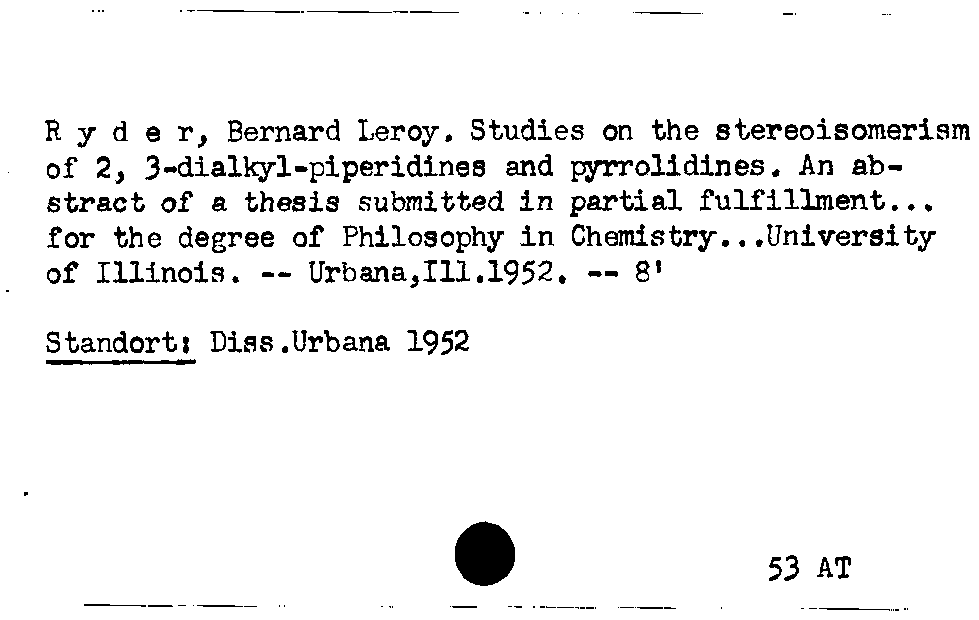 R y d e r, Bernard Leroy. Studies on the stereoisomerism
of 2, 3-dialkyl-piperidines and pyrrolidines. An ab-
stract of a thesis submitted in partial fulfillment...
for the degree of Philosophy in Chemistry...University
of Illinois. -- Urbana,Ill.1952. -- 8'
Standort: Diss.Urbana 1952
53 AT